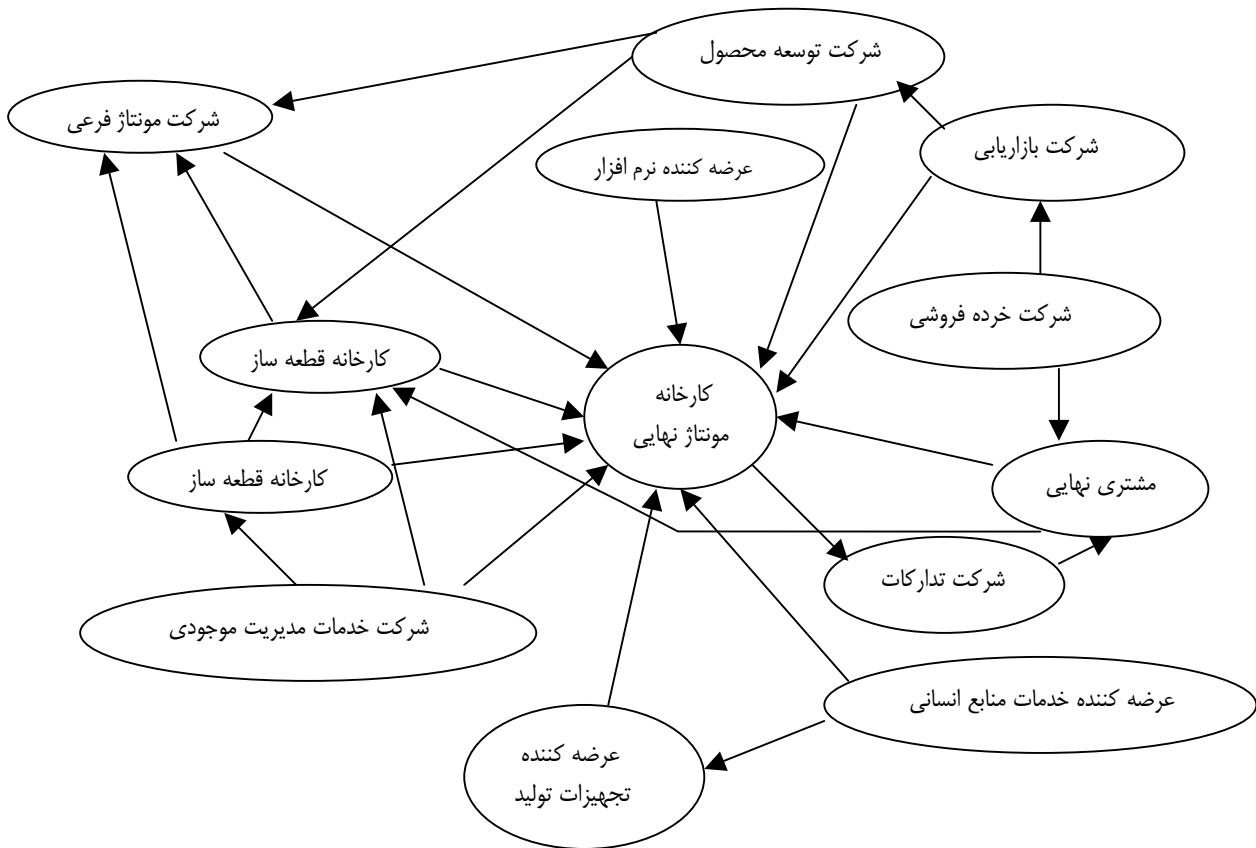 شرکت توسعه محصول
شرکت مونتاژ فرعی
شرکت بازاریابی
عرضه کننده نرم افزار
شرکت خرده فروشی
کارخانه قطعه ساز
کارخانه
مونتاژ نهایی
کارخانه قطعه ساز
مشتری نهایی
شرکت تدارکات
شرکت خدمات مدیریت موجودی
عرضه کننده خدمات منابع انسانی
عرضه کننده
تجهیزات تولید